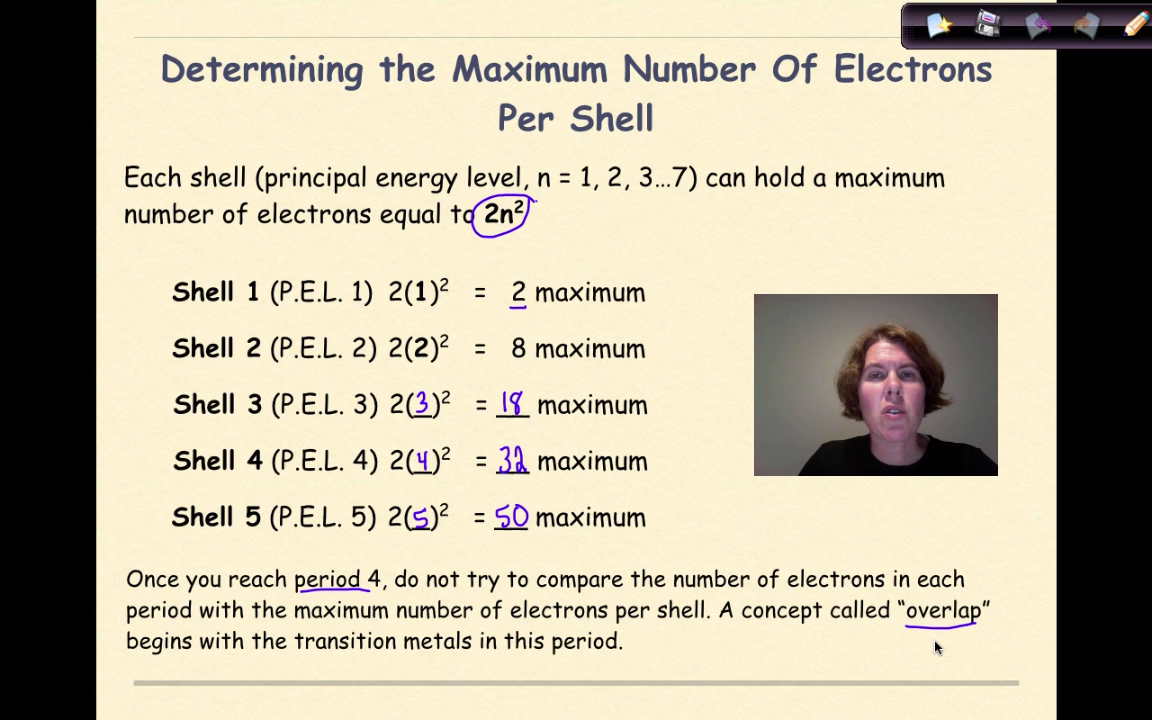 Determining the Maximum Number Of Electrons
Per Shell
Each shell (principal energy level, n = 1, 2, 3…7) can hold a maximum
number of electrons equal to 2n²
Shell 1 (P.E.L. 1) 2(1)² = 2 maximum
Shell 2 (P.E.L. 2) 2(2)² = 8 maximum
Shell 3 (P.E.L. 3) 2(3)² = 18 maximum
Shell 4 (P.E.L. 4) 2(4)² = 32 maximum
Shell 5 (P.E.L. 5) 2(5)² = 50 maximum
Once you reach period 4, do not try to compare the number of electrons in each
period with the maximum number of electrons per shell. A concept called “overlap”
begins with the transition metals in this period.